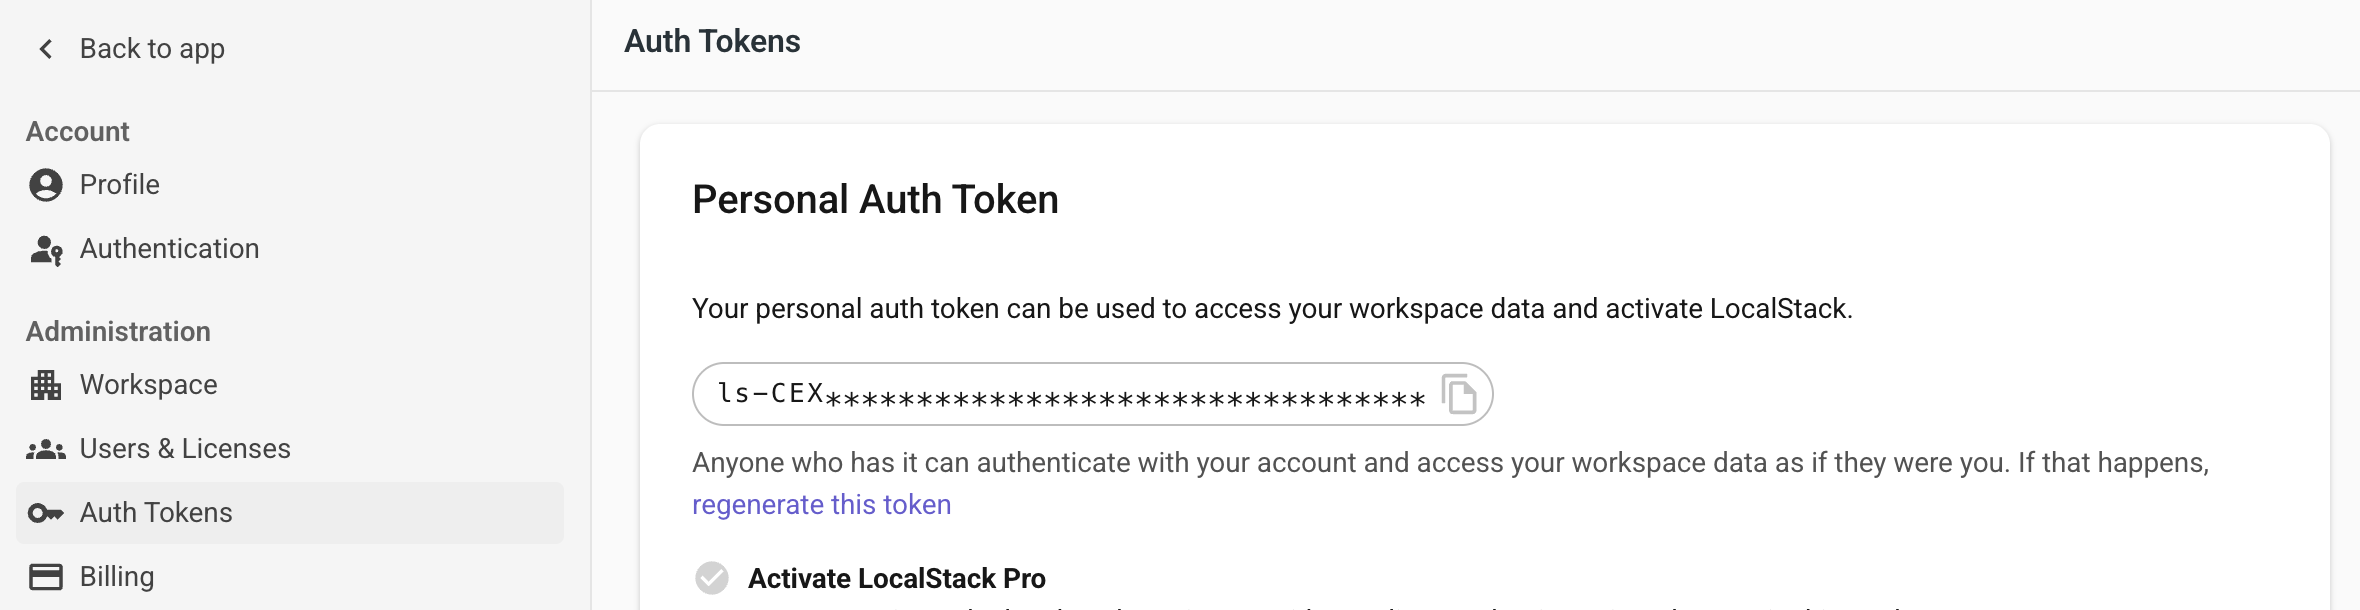 Back to app
Account
Profile
Authentication
Administration
Workspace
Users & Licenses
Auth Tokens
Billing
Auth Tokens
Personal Auth Token
Your personal auth token can be used to access your workspace data and activate LocalStack.
ls-CEX*********************************
Anyone who has it can authenticate with your account and access your workspace data as if they were you. If that happens,
regenerate this token
Activate LocalStack Pro